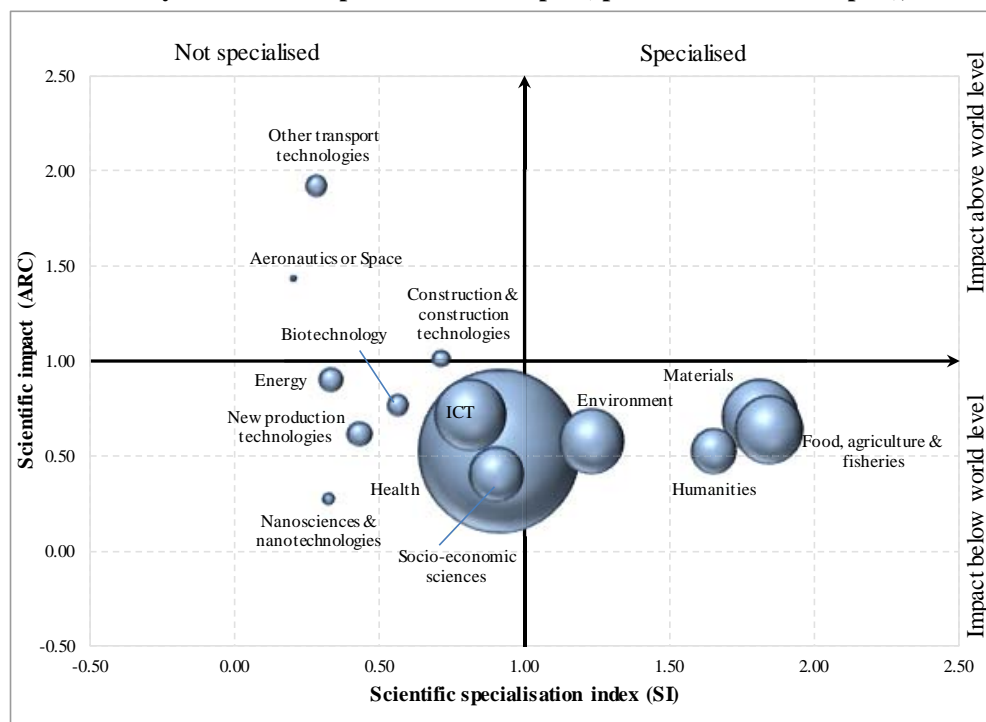 Not specialised
Specialised
2.50
2.00
1.50
1.00
0.50
0.00
-0.50
-0.50
0.00
0.50
1.00
1.50
2.00
2.50
Scientific impact (ARC)
Scientific specialisation index (SI)
Impact above world level
Impact below world level
Other transport
technologies
Aeronautics or Space
Construction &
construction
technologies
Biotechnology
Energy
New production
technologies
ICT
Environment
Materials
Food, agriculture &
fisheries
Humanities
Health
Nanosciences &
nanotechnologies
Socio-economic
sciences